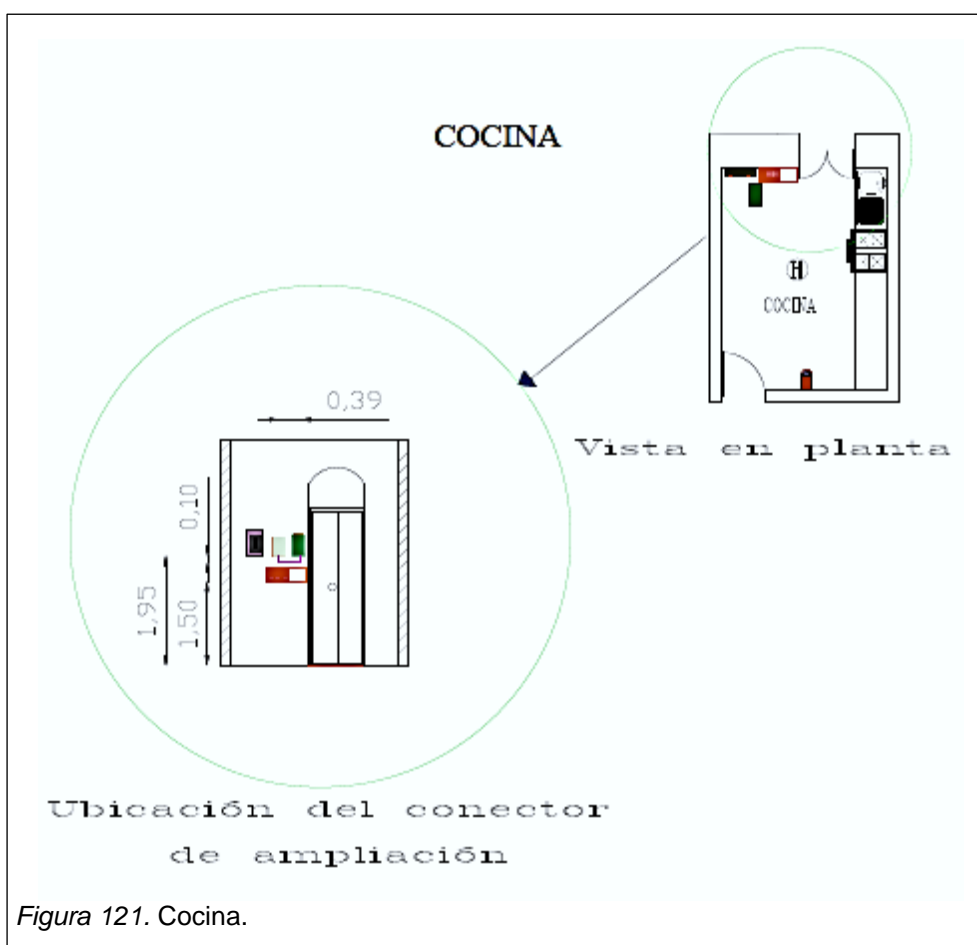 COCINA
H
COCINA
Vista en planta
0,39
0,10
1,95
1,50
Ubicación del conector
de ampliación
Figura 121. Cocina.